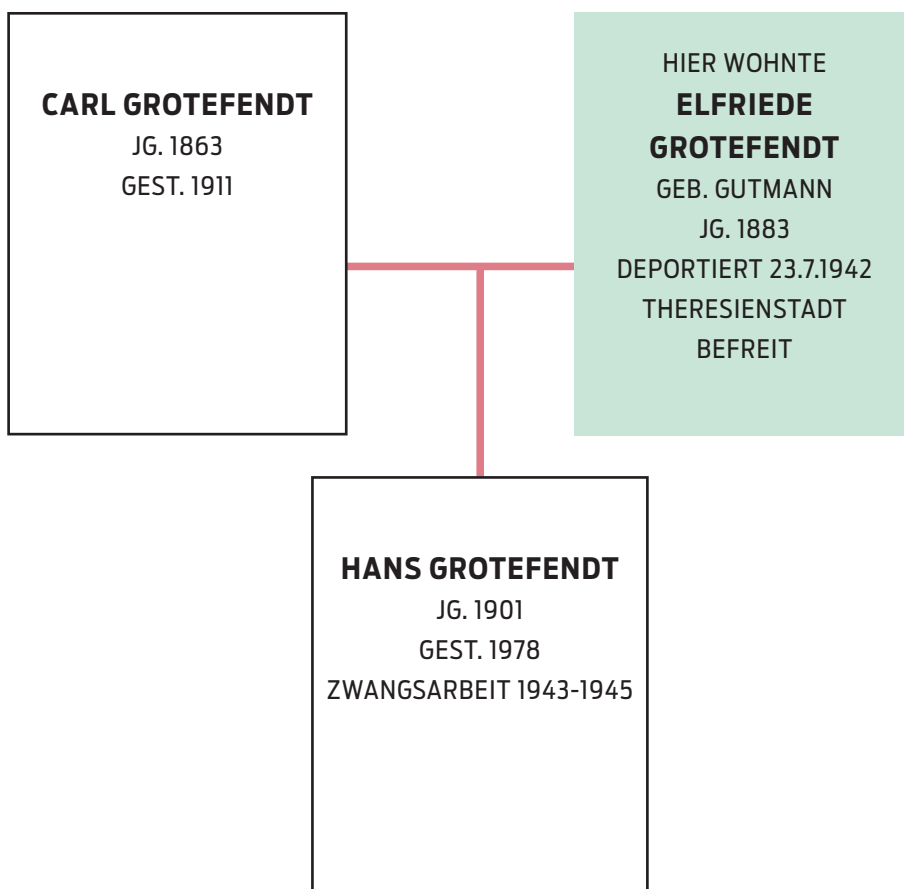 CARL GROTEFENDT
JG. 1863
GEST. 1911
HIER WOHNTE
ELFRIEDE
GROTEFENDT
GEB. GUTMANN
JG. 1883
DEPORTIERT 23.7.1942
THERESIENSTADT
BEFREIT
HANS GROTEFENDT
JG. 1901
GEST. 1978
ZWANGSARBEIT 1943-1945